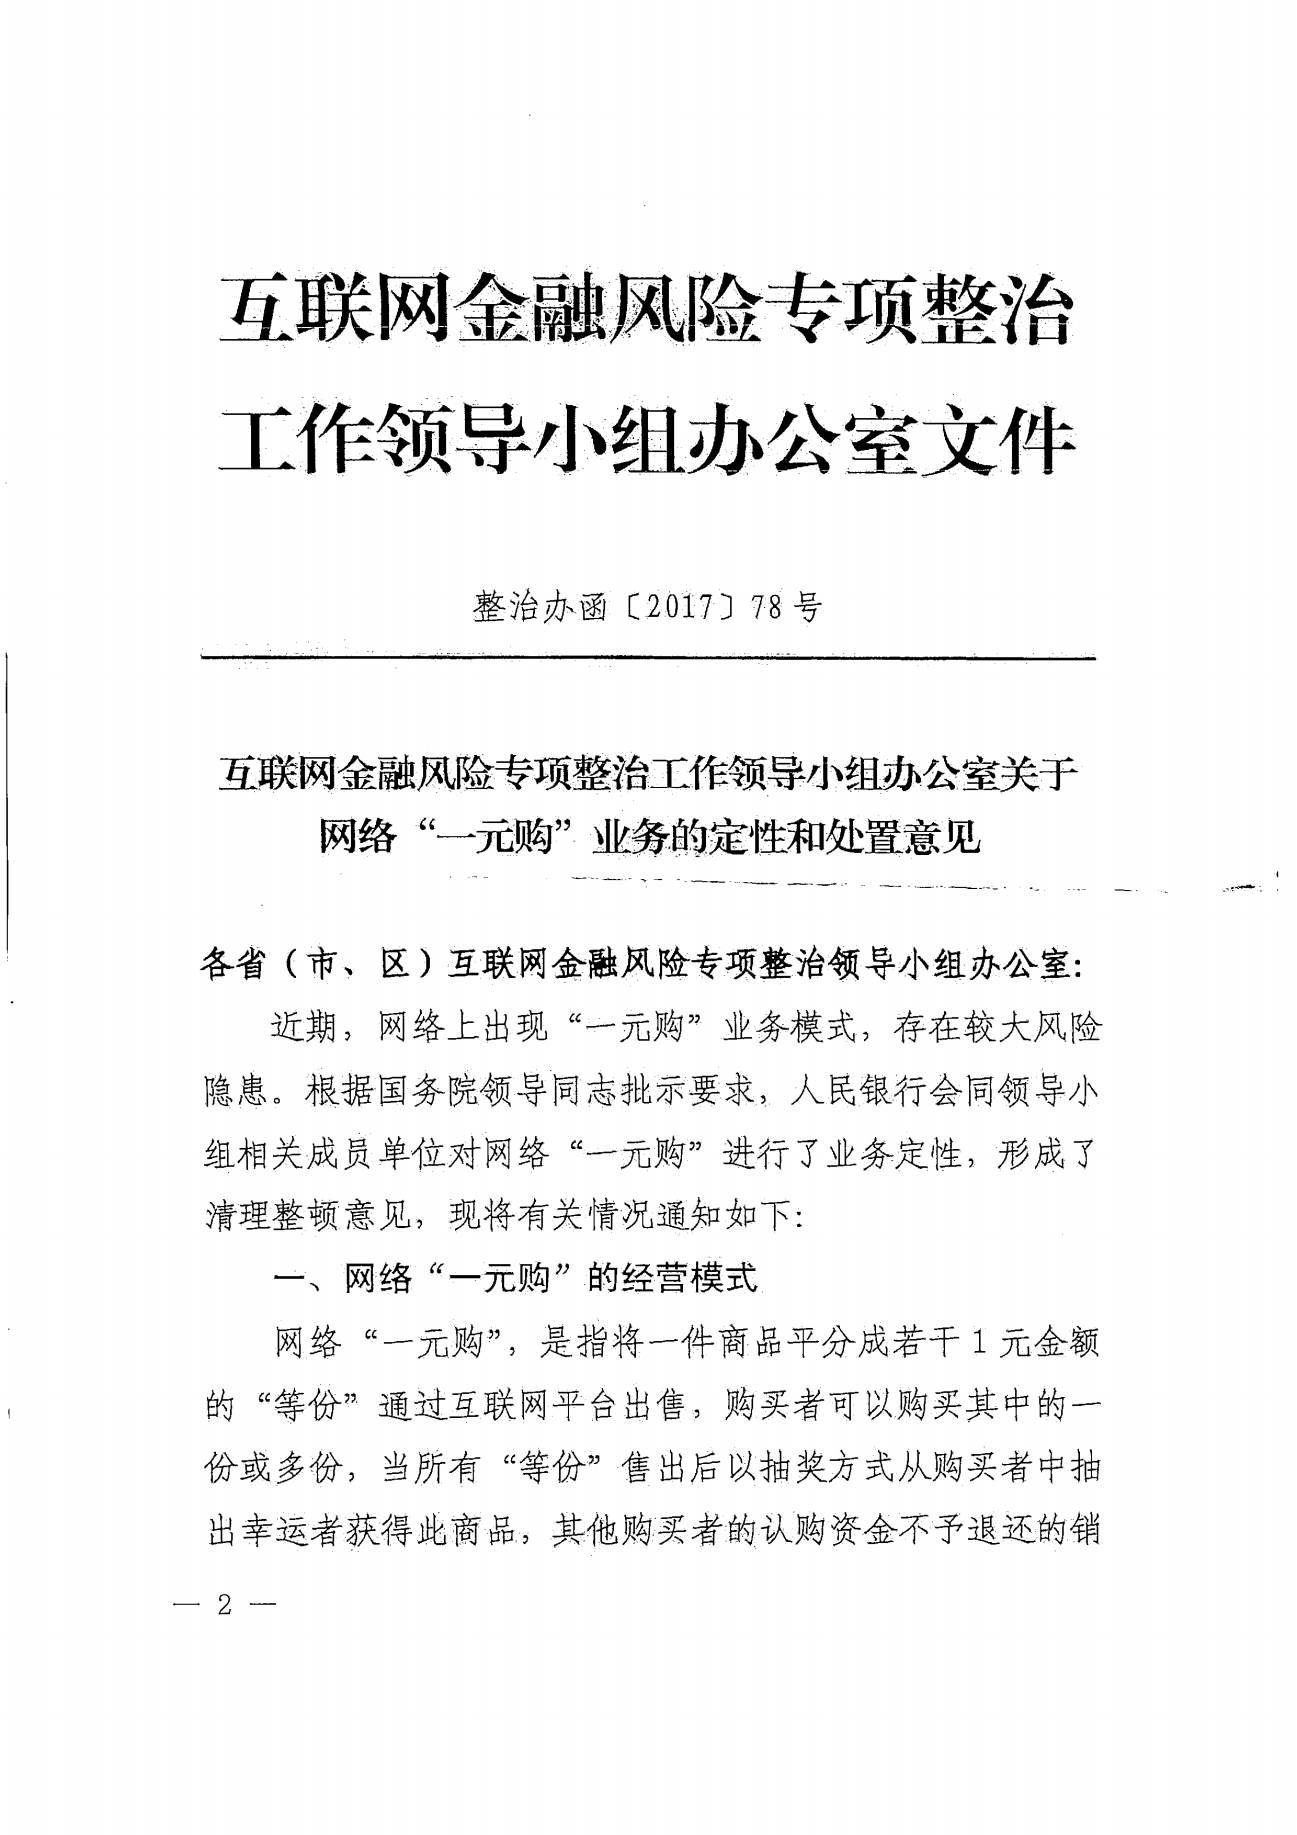 互联网金融风险专项整治
工作领导小组办公室文件
整治办函〔2017〕78号
互联网金融风险专项整治工作领导小组办公室关于
网络“一元购”业务的定性和处置意见
各省（市、区）互联网金融风险专项整治领导小组办公室：
近期，网络上出现“一元购”业务模式，存在较大风险
隐患。根据国务院领导同志批示要求，人民银行会同领导小
组相关成员单位对网络“一元购”进行了业务定性，形成了
清理整顿意见，现将有关情况通知如下：
一、网络“一元购”的经营模式
网络“一元购”，是指将一件商品平分成若干1元金额
的“等份”通过互联网平台出售，购买者可以购买其中的一
份或多份，当所有“等份”售出后以抽奖方式从购买者中抽
出幸运者获得此商品，其他购买者的认购资金不予退还的销
— 2 —